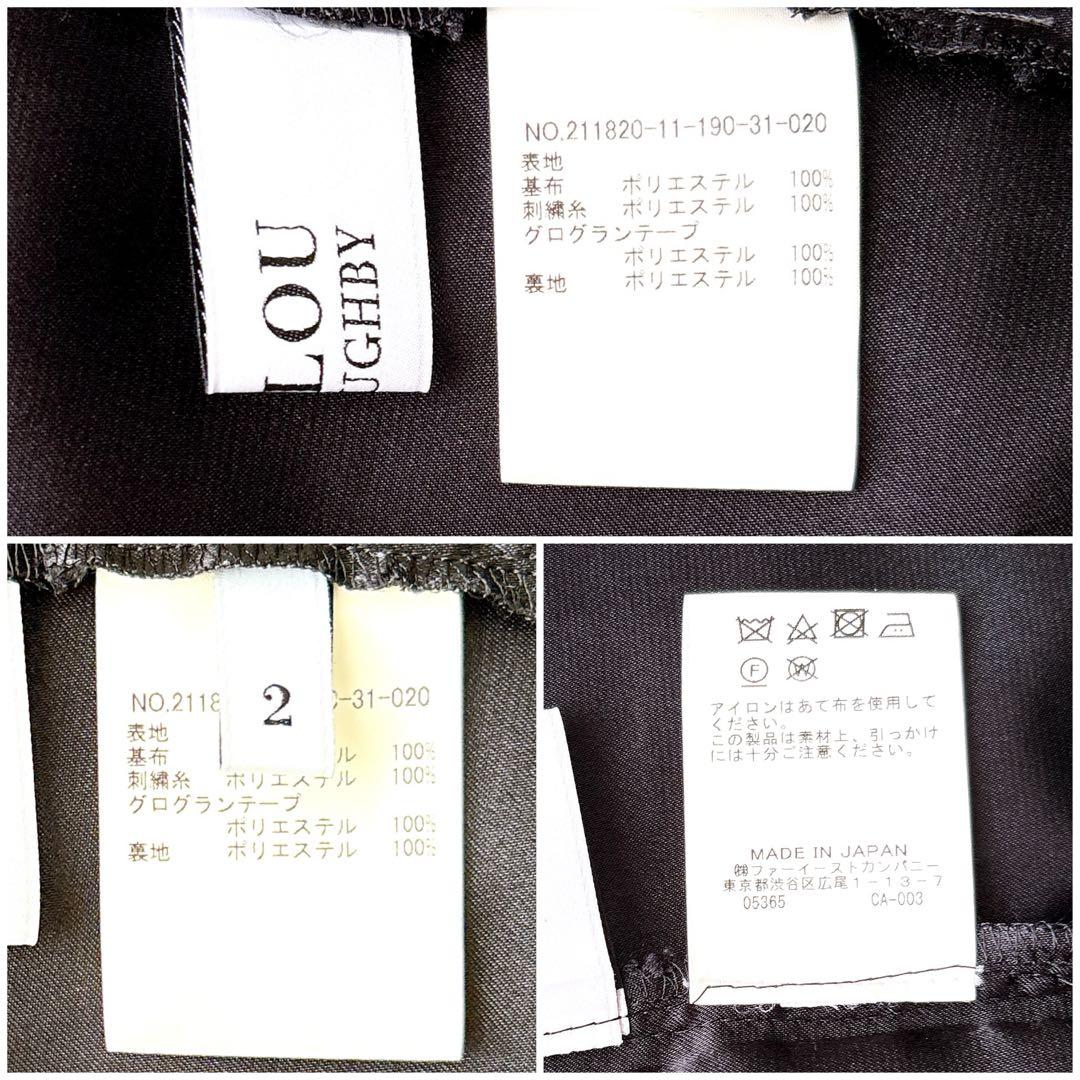 LOU
UGHBY
NO.211820-11-190-31-020
表地
基布 ポリエステル 100%
刺繍糸 ポリエステル 100%
グログランテープ
ポリエステル 100%
裏地 ポリエステル 100%
2
NO.2118 -31-020
表地
基布 ル 100%
刺繍糸 ポリエステル 100%
グログランテープ
ポリエステル 100%
裏地 ポリエステル 100%
F W
アイロンはあて布を使用して
ください。
この製品は素材上、引っかけ
には十分ご注意ください。
MADE IN JAPAN
㈱ファーイーストカンパニー
東京都渋谷区広尾1-13-7
05365 CA-003